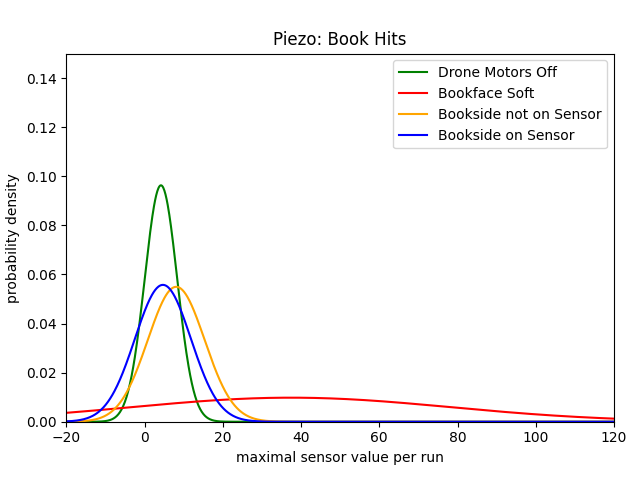 Piezo: Book Hits
Drone Motors Off
Bookface Soft
Bookside not on Sensor
Bookside on Sensor
probability density
0.14
0.12
0.10
0.08
0.06
0.04
0.02
0.00
−20
0
20
40
60
80
100
120
maximal sensor value per run